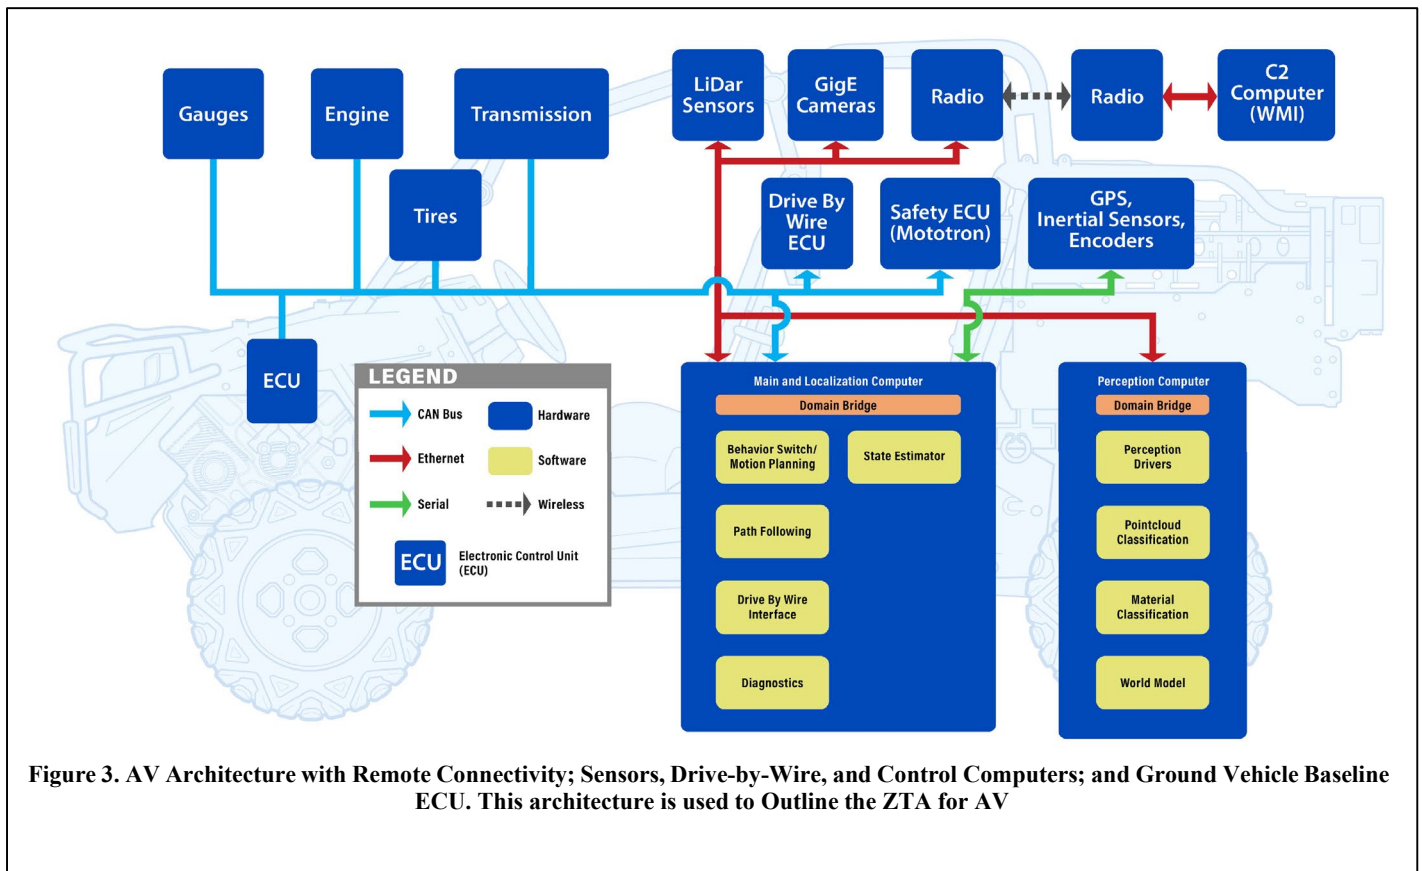 Gauges
Engine
Transmission
LiDar
Sensors
GigE
Cameras
Radio
Radio
C2
Computer
(WMI)
Tires
Drive By
Wire
ECU
Safety ECU
(Mototron)
GPS,
Inertial Sensors,
Encoders
ECU
LEGEND
CAN Bus
Hardware
Ethernet
Software
Serial
Wireless
ECU
Electronic Control Unit
(ECU)
Main and Localization Computer
Domain Bridge
Behavior Switch/
Motion Planning
State Estimator
Path Following
Drive By Wire
Interface
Diagnostics
Perception Computer
Domain Bridge
Perception
Drivers
Pointcloud
Classification
Material
Classification
World Model
Figure 3. AV Architecture with Remote Connectivity; Sensors, Drive-by-Wire, and Control Computers; and Ground Vehicle Baseline
ECU. This architecture is used to Outline the ZTA for AV